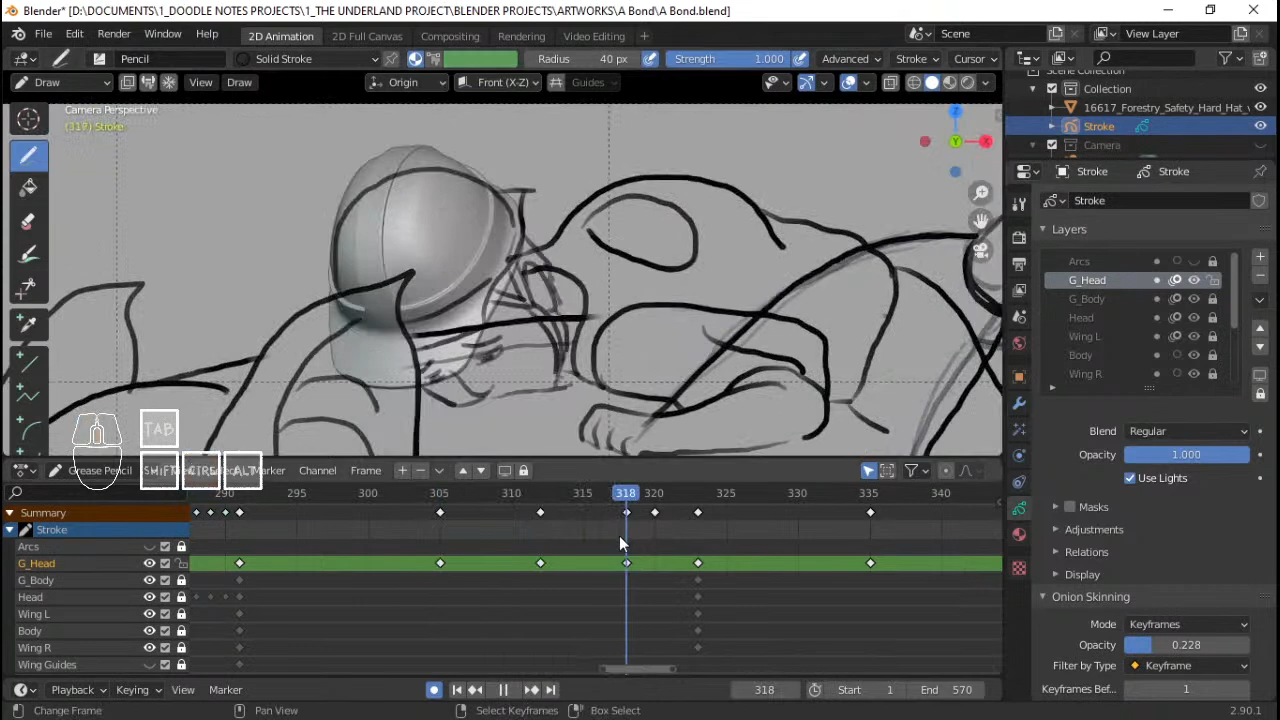 Blender* [D:\DOCUMENTS\1_DOODLE NOTES PROJECTS\1_THE UNDERLAND PROJECT\BLENDER PROJECTS\ARTWORKS\A Bond\A Bond.blend]
File Edit Render Window Help 2D Animation 2D Full Canvas Compositing Rendering Video Editing + Scene View Layer
Pencil Solid Stroke Radius 40 px Strength 1.000 Advanced Stroke Cursor
Draw View Draw Origin Front (X-Z) Guides
Scene Collection
Collection
16617_Forestry_Safety_Hard_Hat_v
Stroke
Camera
Camera Perspective
(319) Stroke
Z
Y
X
Stroke Stroke
Stroke
Layers
Arcs
G_Head
G_Body
Head
Wing L
Body
Wing R
Blend Regular
Opacity 1.000
Use Lights
Masks
Adjustments
Relations
Display
Onion Skinning
Mode Keyframes
Opacity 0.228
Filter by Type Keyframe
Keyframes Bef... 1
TAB
SHIFT CTRL ALT
Grease Pencil Marker Channel Frame
290 295 300 305 310 315 318 320 325 330 335 340
Summary
Stroke
Arcs
G_Head
G_Body
Head
Wing L
Body
Wing R
Wing Guides
Playback Keying View Marker 318 Start 1 End 570
Change Frame Pan View Select Keyframes Box Select 2.90.1